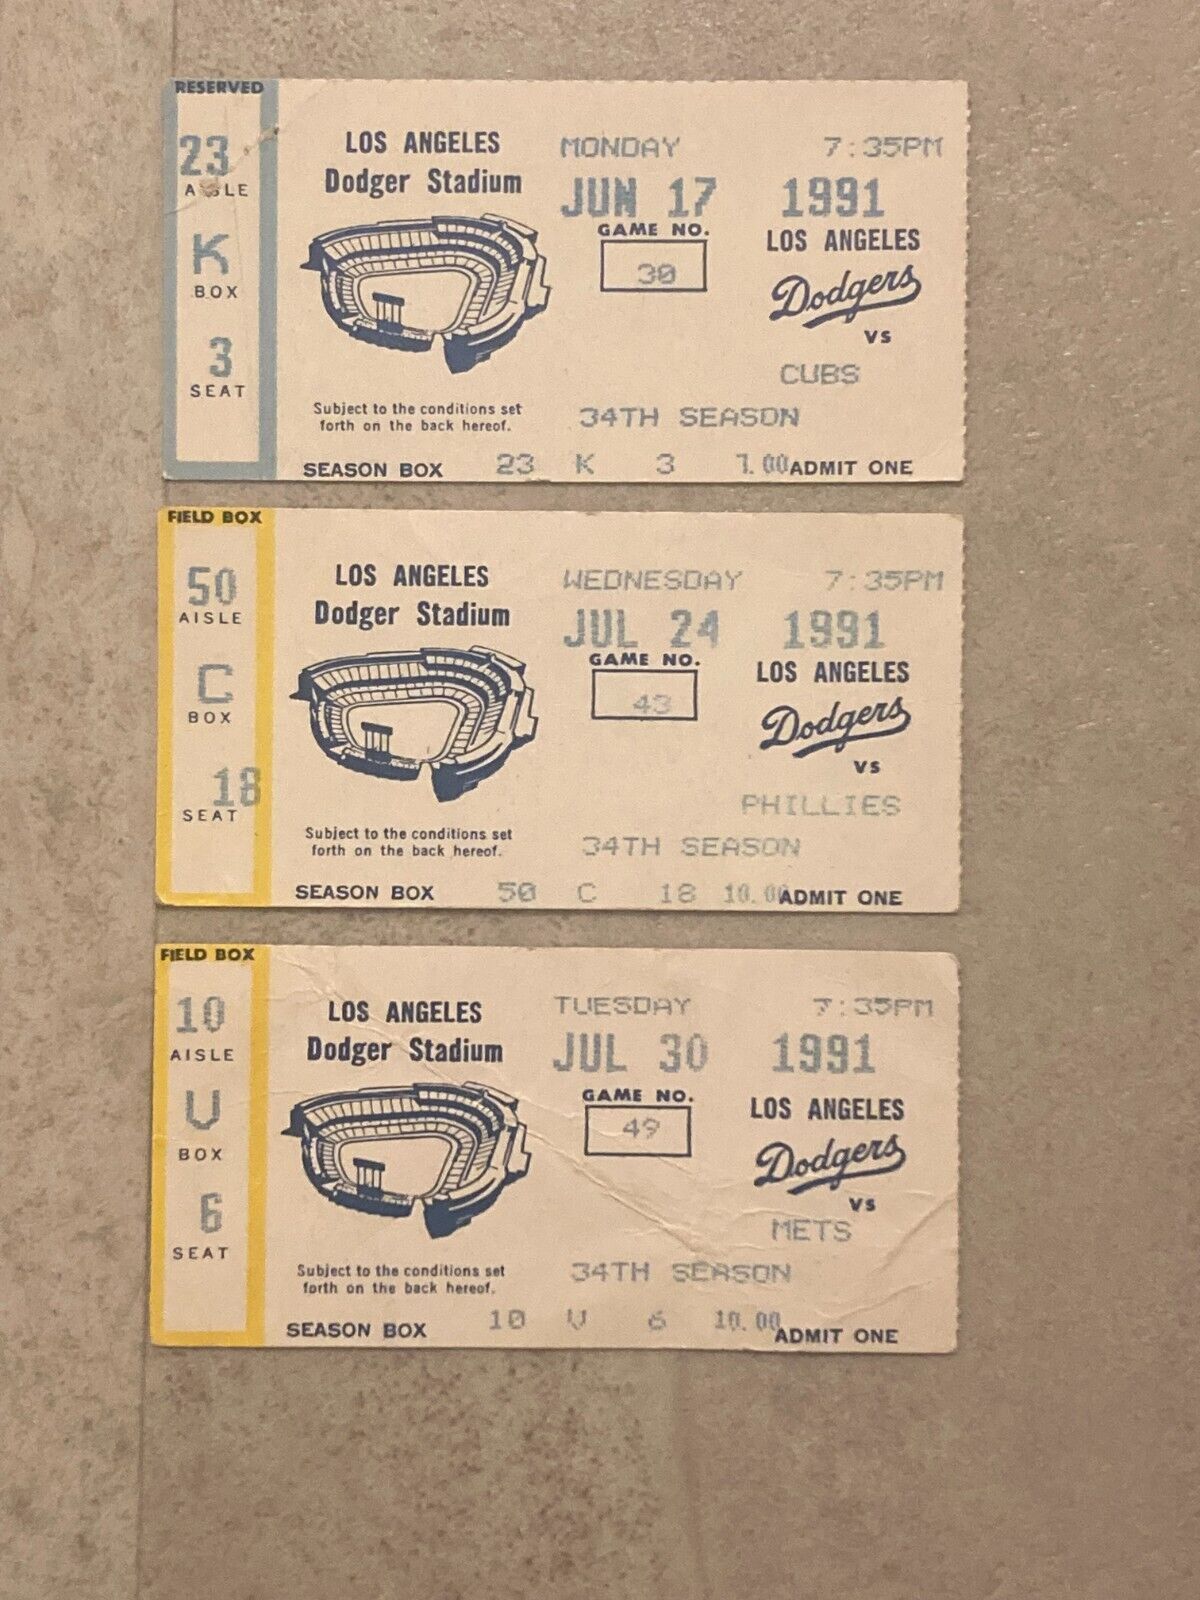 RESERVED
23
AISLE
K
BOX
3
SEAT
LOS ANGELES
Dodger Stadium
Subject to the conditions set
forth on the back hereof.
MONDAY 7:35PM
JUN 17 1991
GAME NO.
30
LOS ANGELES
Dodgers
VS
CUBS
34TH SEASON
SEASON BOX 23 K 3 7.00 ADMIT ONE
FIELD BOX
50
AISLE
C
BOX
18
SEAT
LOS ANGELES
Dodger Stadium
Subject to the conditions set
forth on the back hereof.
WEDNESDAY 7:35PM
JUL 24 1991
GAME NO.
43
LOS ANGELES
Dodgers
VS
PHILLIES
34TH SEASON
SEASON BOX 50 C 18 10.00 ADMIT ONE
FIELD BOX
10
AISLE
V
BOX
6
SEAT
LOS ANGELES
Dodger Stadium
Subject to the conditions set
forth on the back hereof.
TUESDAY 7:35PM
JUL 30 1991
GAME NO.
49
LOS ANGELES
Dodgers
VS
METS
34TH SEASON
SEASON BOX 10 V 6 10.00 ADMIT ONE